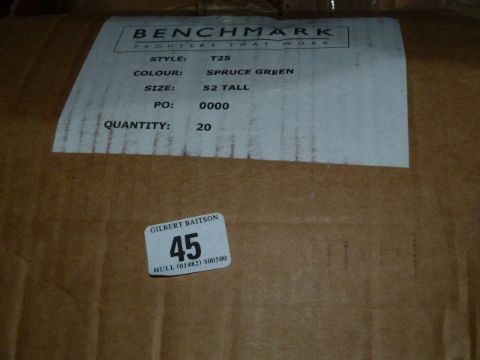 BENCHMARK
TROUSERS THAT WORK
STYLE: T25
COLOUR: SPRUCE GREEN
SIZE: 52 TALL
PO: 0000
QUANTITY: 20
GILBERT BAITSON
45
HULL (01482) 500500